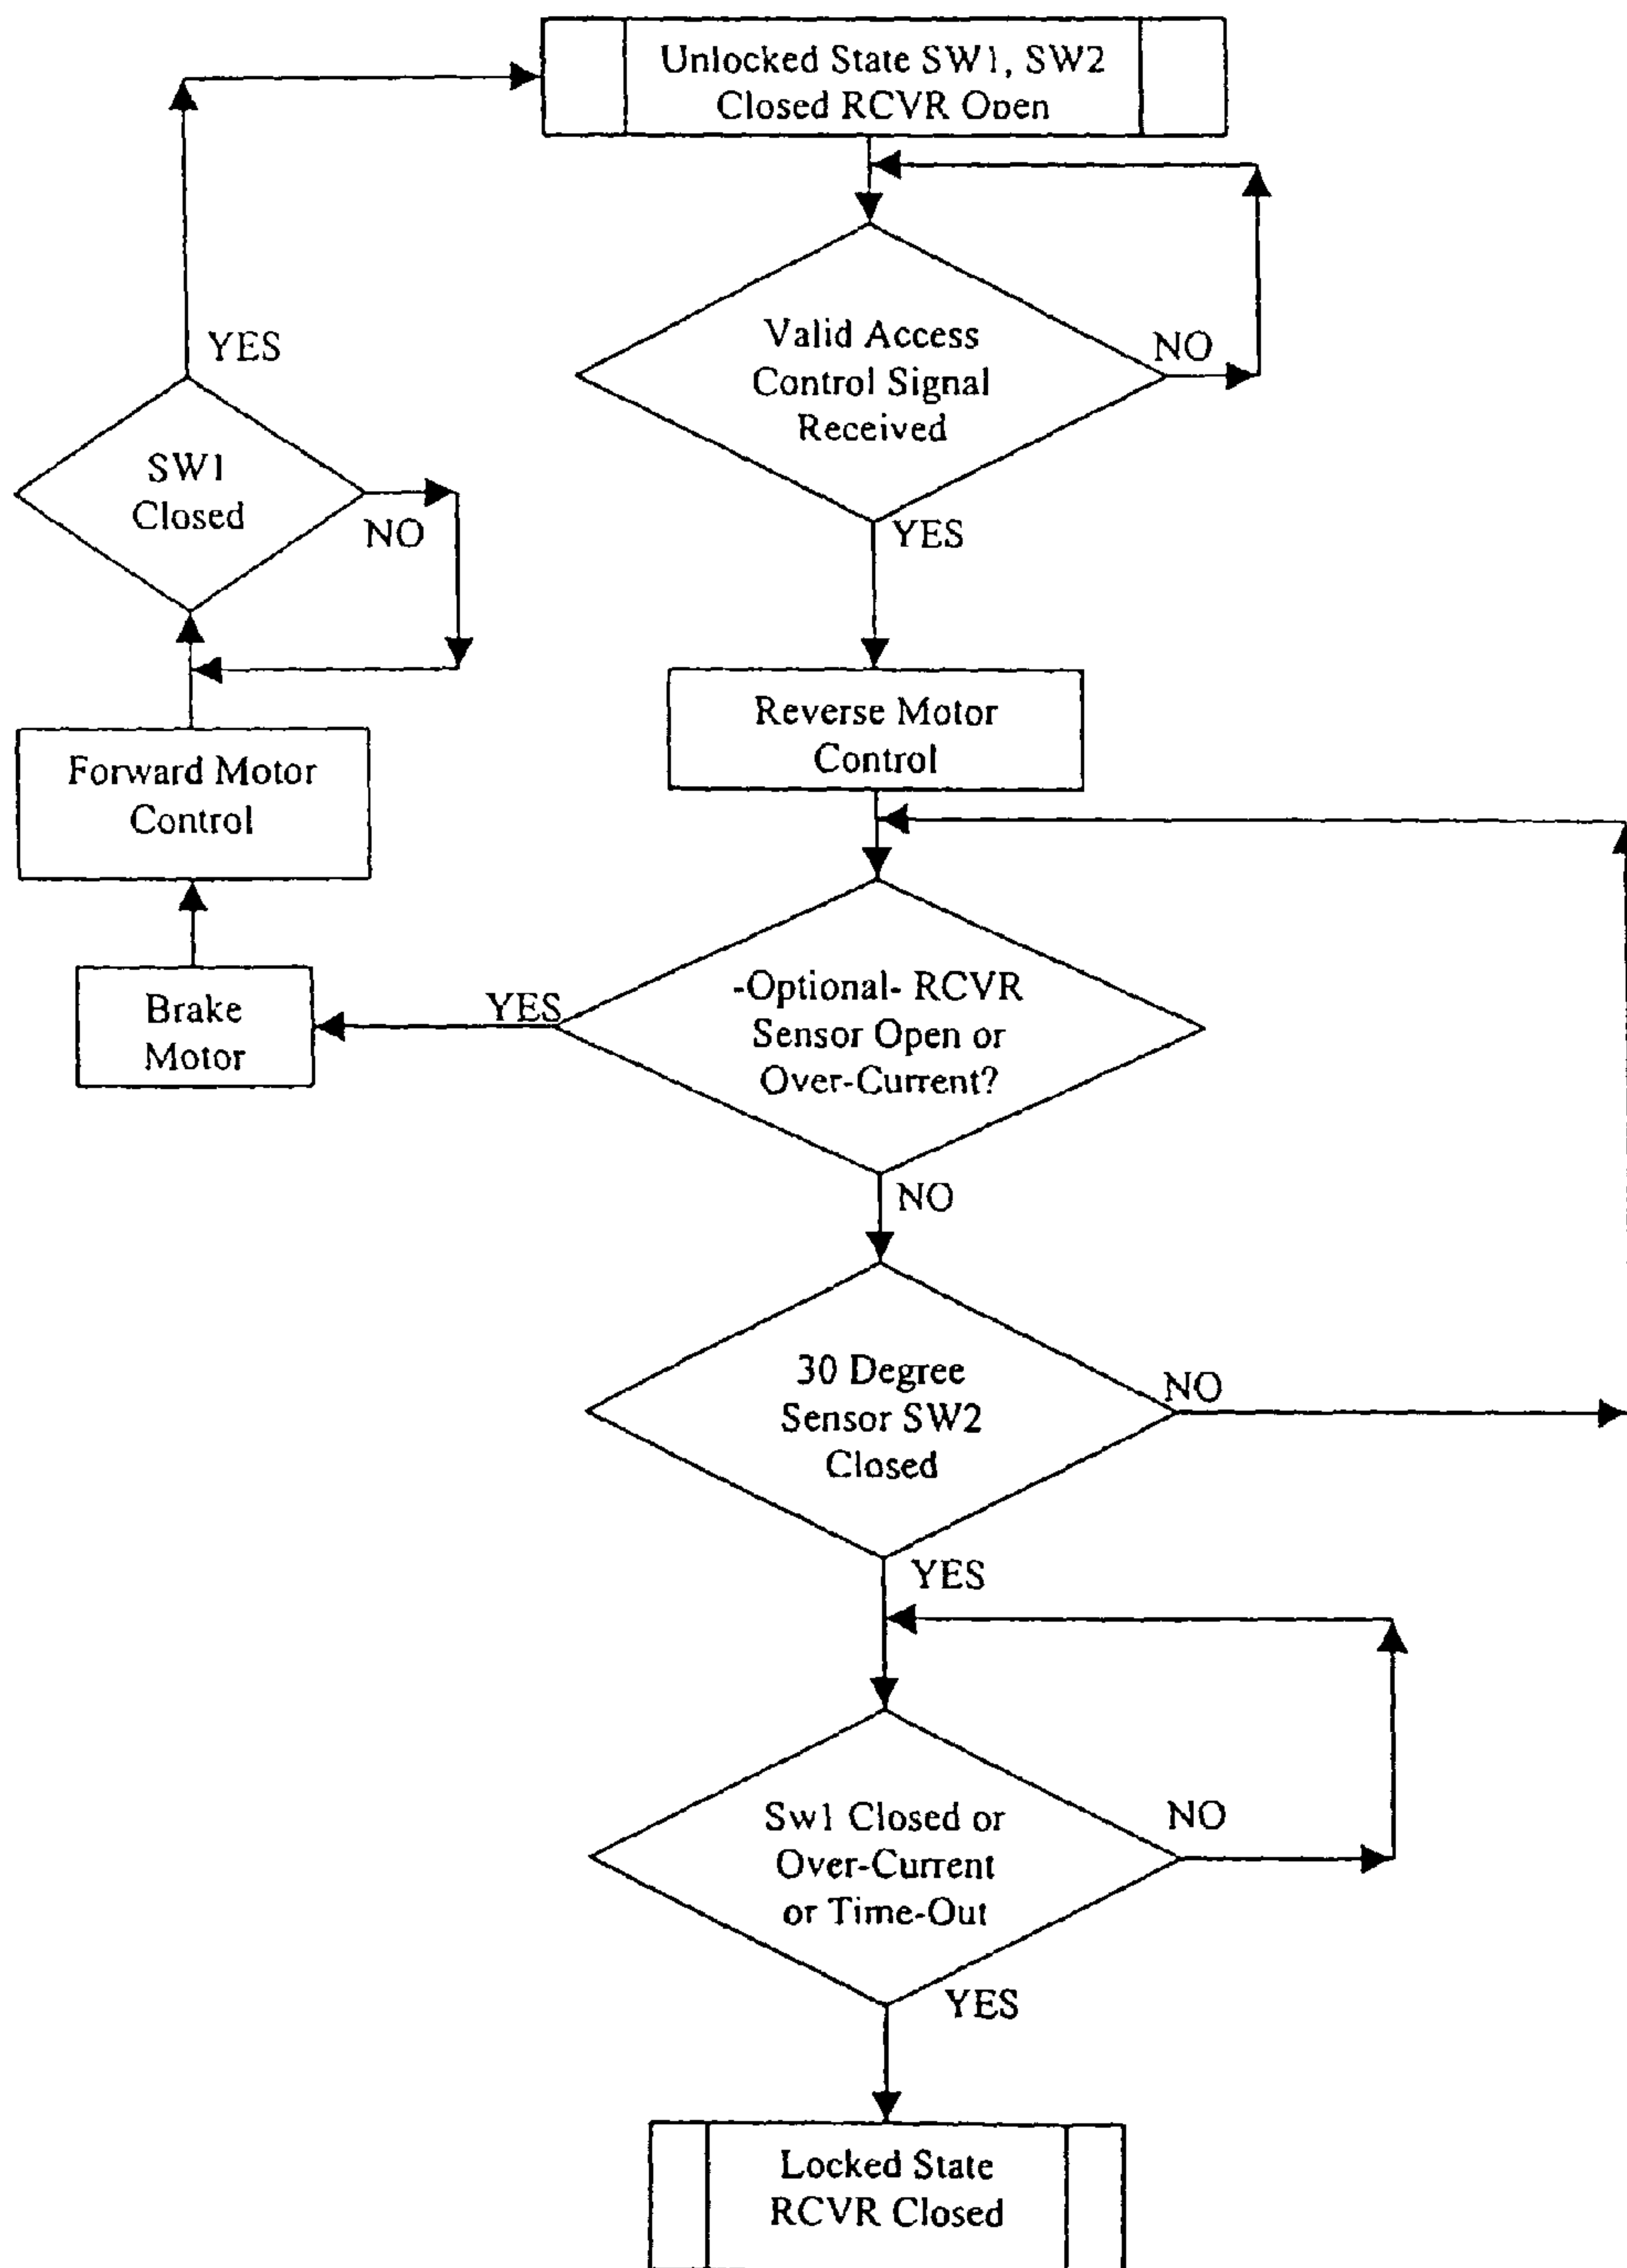 Unlocked State SW1, SW2
Closed RCVR Open
Valid Access
Control Signal
Received
NO
YES
YES
SW1
Closed
NO
Reverse Motor
Control
Forward Motor
Control
-Optional- RCVR
Sensor Open or
Over-Current?
YES
Brake
Motor
NO
30 Degree
Sensor SW2
Closed
NO
YES
Sw1 Closed or
Over-Current
or Time-Out
NO
YES
Locked State
RCVR Closed